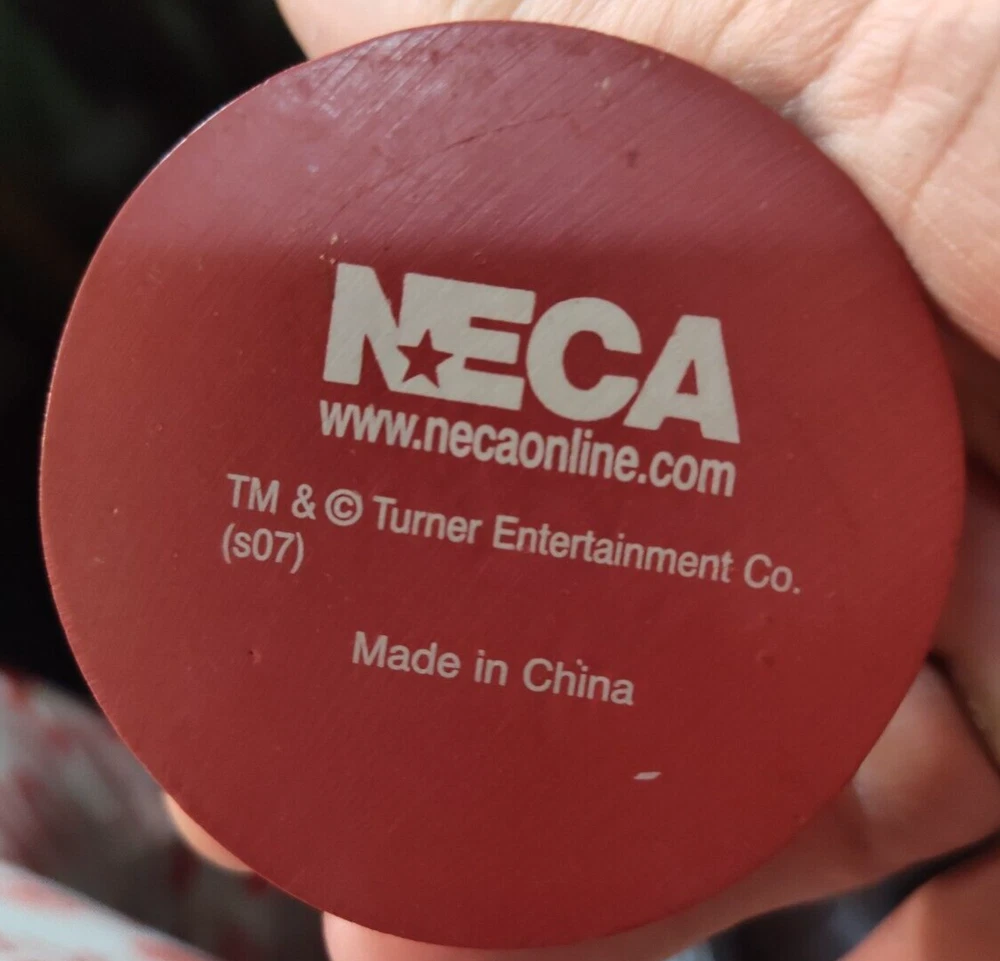 NECA
www.necaonline.com
TM & © Turner Entertainment Co.
(s07)
Made in China